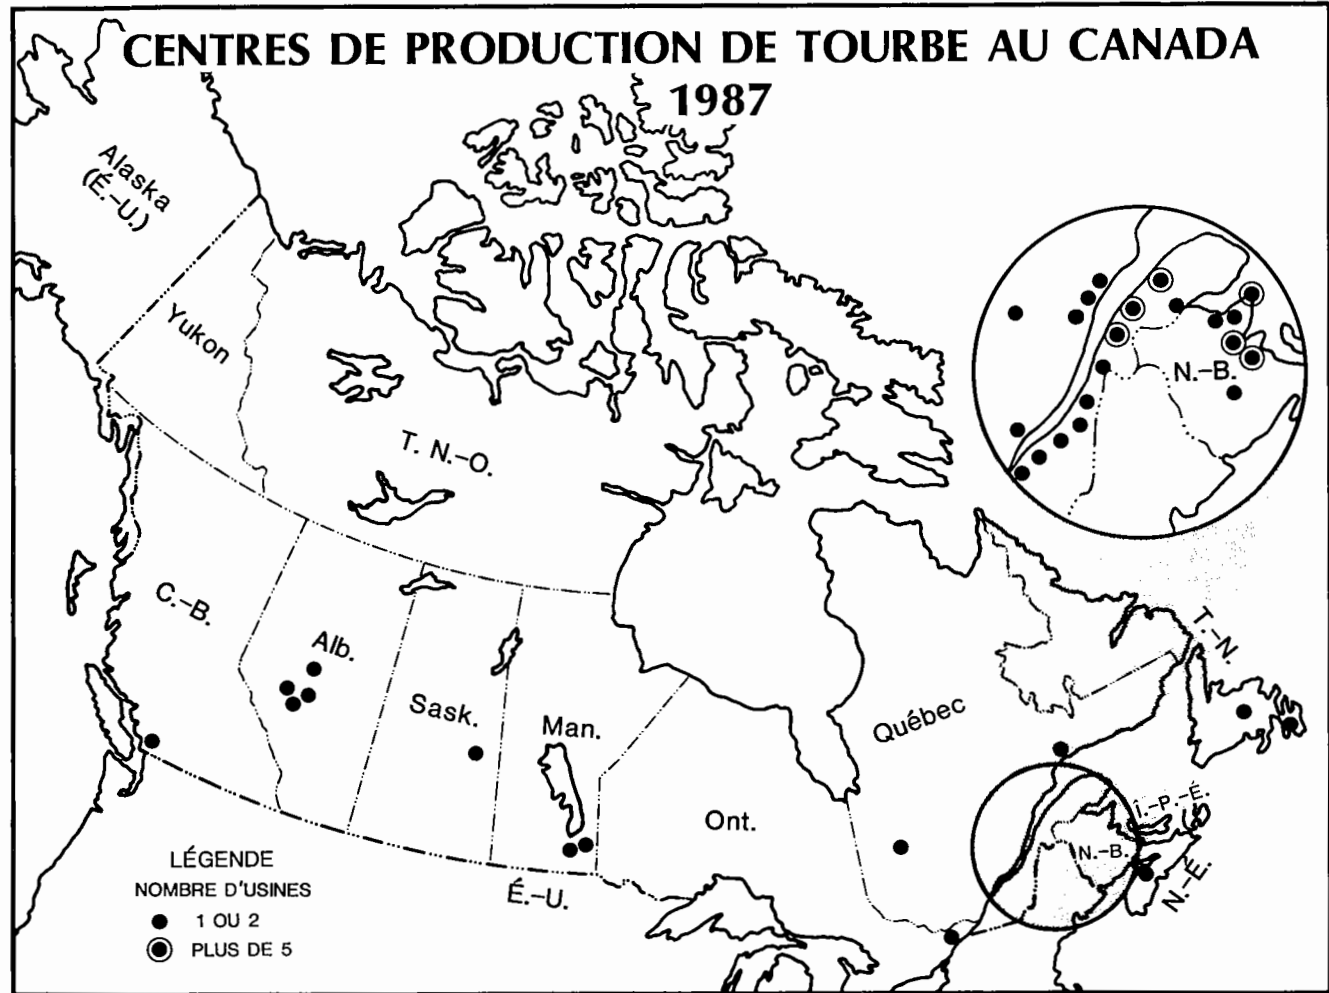 CENTRES DE PRODUCTION DE TOURBE AU CANADA
1987
Alaska
(É.-U.)
Yukon
T. N.-O.
N.-B.
C.-B.
Alb.
Sask.
Man.
Ont.
Québec
T.-N.
Î.-P.-É.
N.-B.
N.-É.
É.-U.
LÉGENDE
NOMBRE D'USINES
1 OU 2
PLUS DE 5